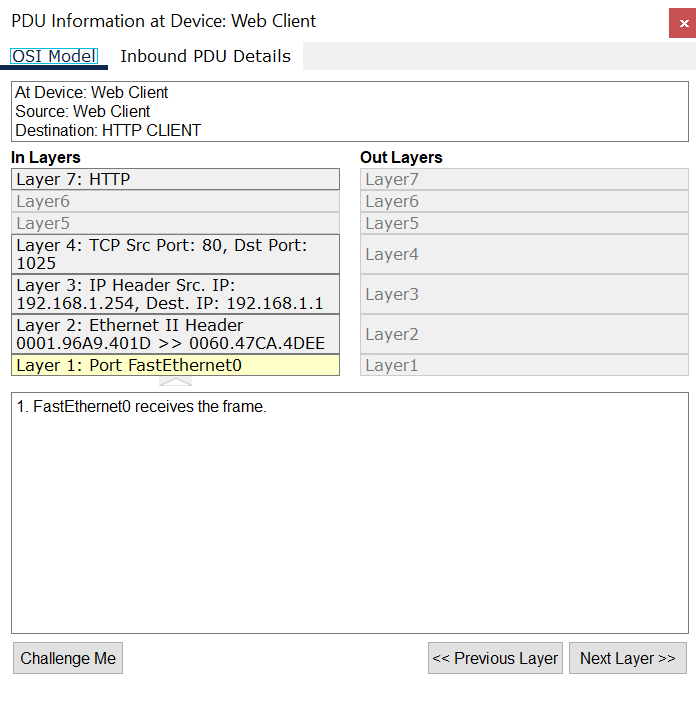 PDU Information at Device: Web Client
×
OSI Model
Inbound PDU Details
At Device: Web Client
Source: Web Client
Destination: HTTP CLIENT
In Layers
Layer 7: HTTP
Layer6
Layer5
Layer 4: TCP Src Port: 80, Dst Port:
1025
Layer 3: IP Header Src. IP:
192.168.1.254, Dest. IP: 192.168.1.1
Layer 2: Ethernet II Header
0001.96A9.401D >> 0060.47CA.4DEE
Layer 1: Port FastEthernet0
Out Layers
Layer7
Layer6
Layer5
Layer4
Layer3
Layer2
Layer1
1. FastEthernet0 receives the frame.
Challenge Me
<< Previous Layer
Next Layer >>